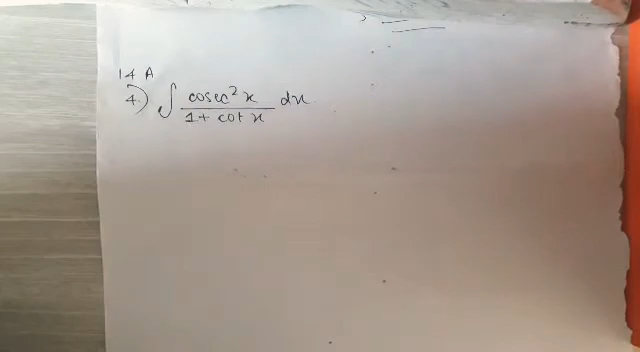 14 A
4) ∫ cosec²x / 1 + cot x dx